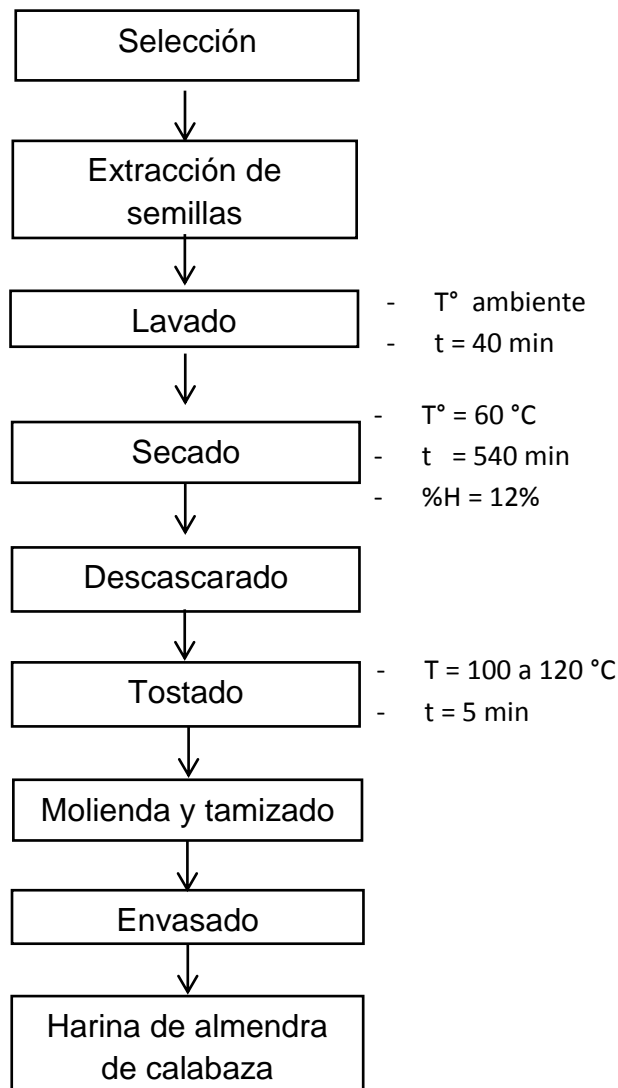 Selección
Extracción de
semillas
Lavado
- T° ambiente
- t = 40 min
Secado
- T° = 60 °C
- t = 540 min
- %H = 12%
Descascarado
Tostado
- T = 100 a 120 °C
- t = 5 min
Molienda y tamizado
Envasado
Harina de almendra
de calabaza